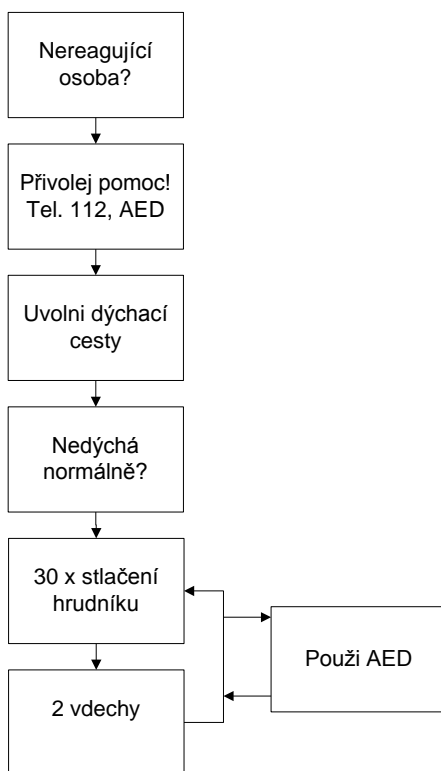 Nereagující
osoba?
Přivolej pomoc!
Tel. 112, AED
Uvolni dýchací
cesty
Nedýchá
normálně?
30 x stlačení
hrudníku
Použi AED
2 vdechy